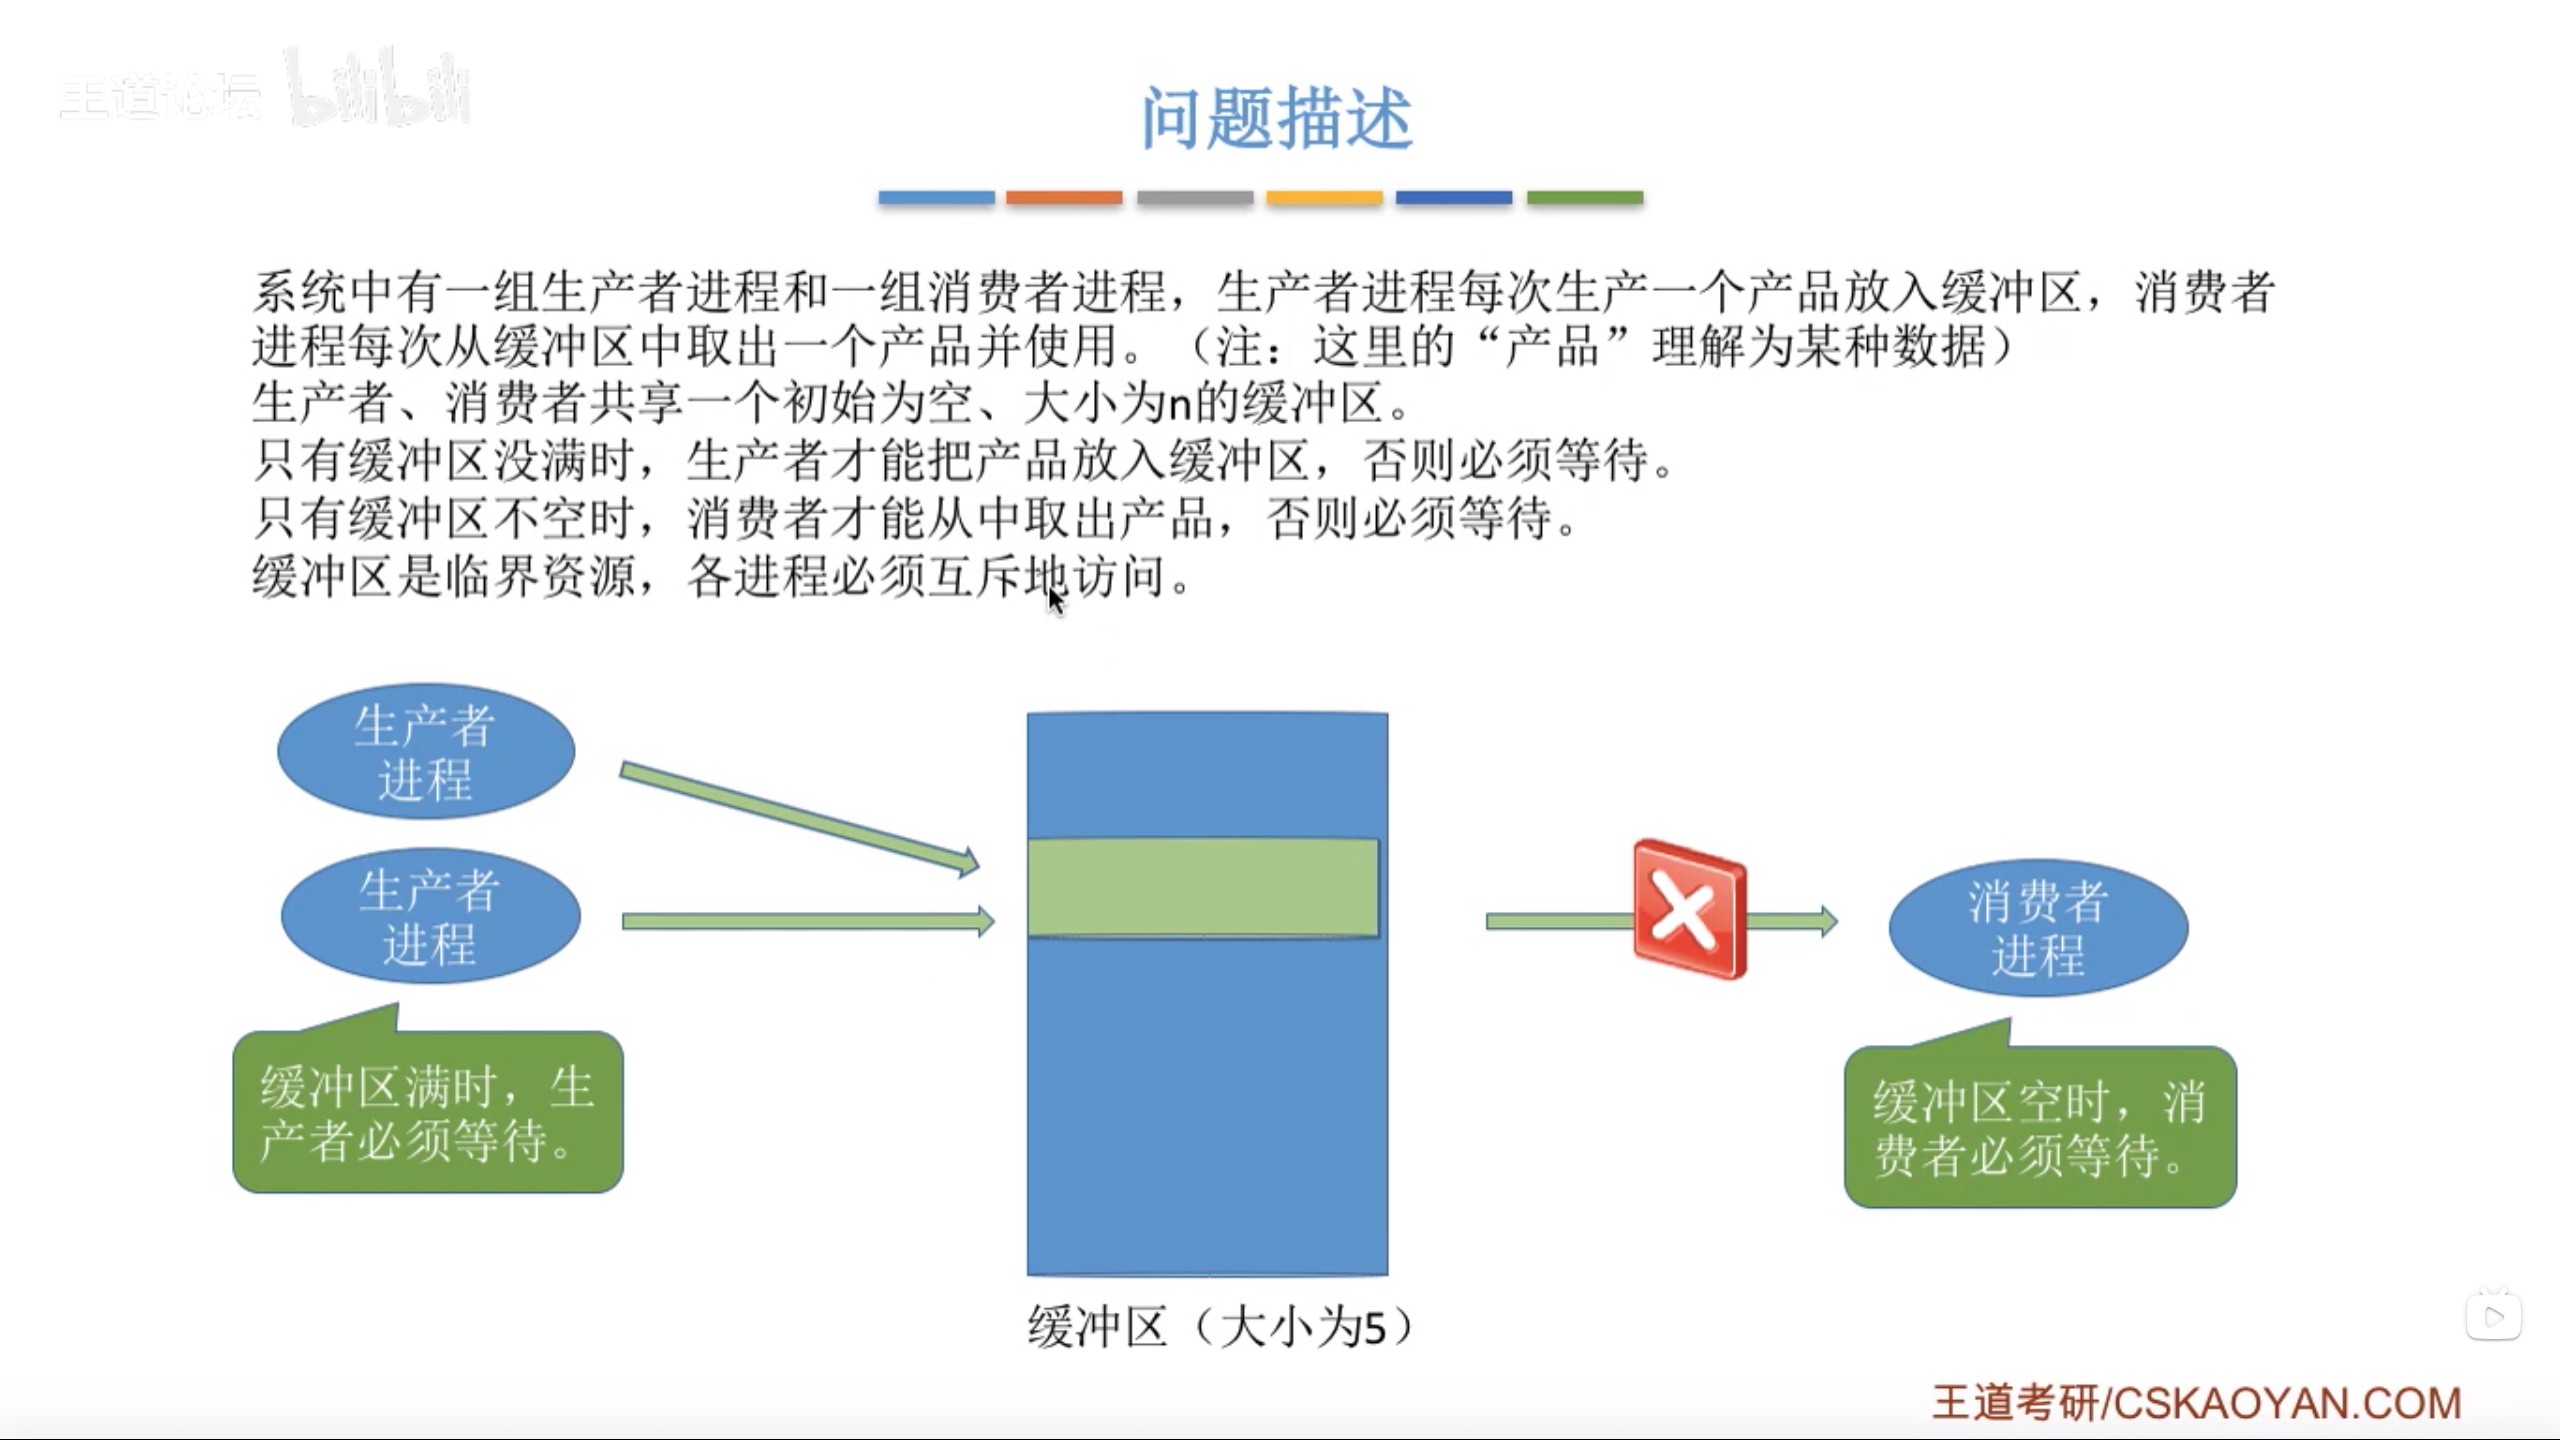 王道论坛 bilibili
问题描述
系统中有一组生产者进程和一组消费者进程，生产者进程每次生产一个产品放入缓冲区，消费者
进程每次从缓冲区中取出一个产品并使用。（注：这里的“产品”理解为某种数据）
生产者、消费者共享一个初始为空、大小为n的缓冲区。
只有缓冲区没满时，生产者才能把产品放入缓冲区，否则必须等待。
只有缓冲区不空时，消费者才能从中取出产品，否则必须等待。
缓冲区是临界资源，各进程必须互斥地访问。
生产者
进程
生产者
进程
消费者
进程
缓冲区满时，生
产者必须等待。
缓冲区空时，消
费者必须等待。
缓冲区（大小为5）
王道考研/CSKAOYAN.COM